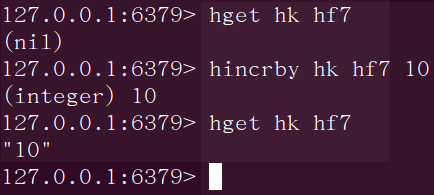 127.0.0.1:6379> hget hk hf7
(nil)
127.0.0.1:6379> hincrby hk hf7 10
(integer) 10
127.0.0.1:6379> hget hk hf7
"10"
127.0.0.1:6379>